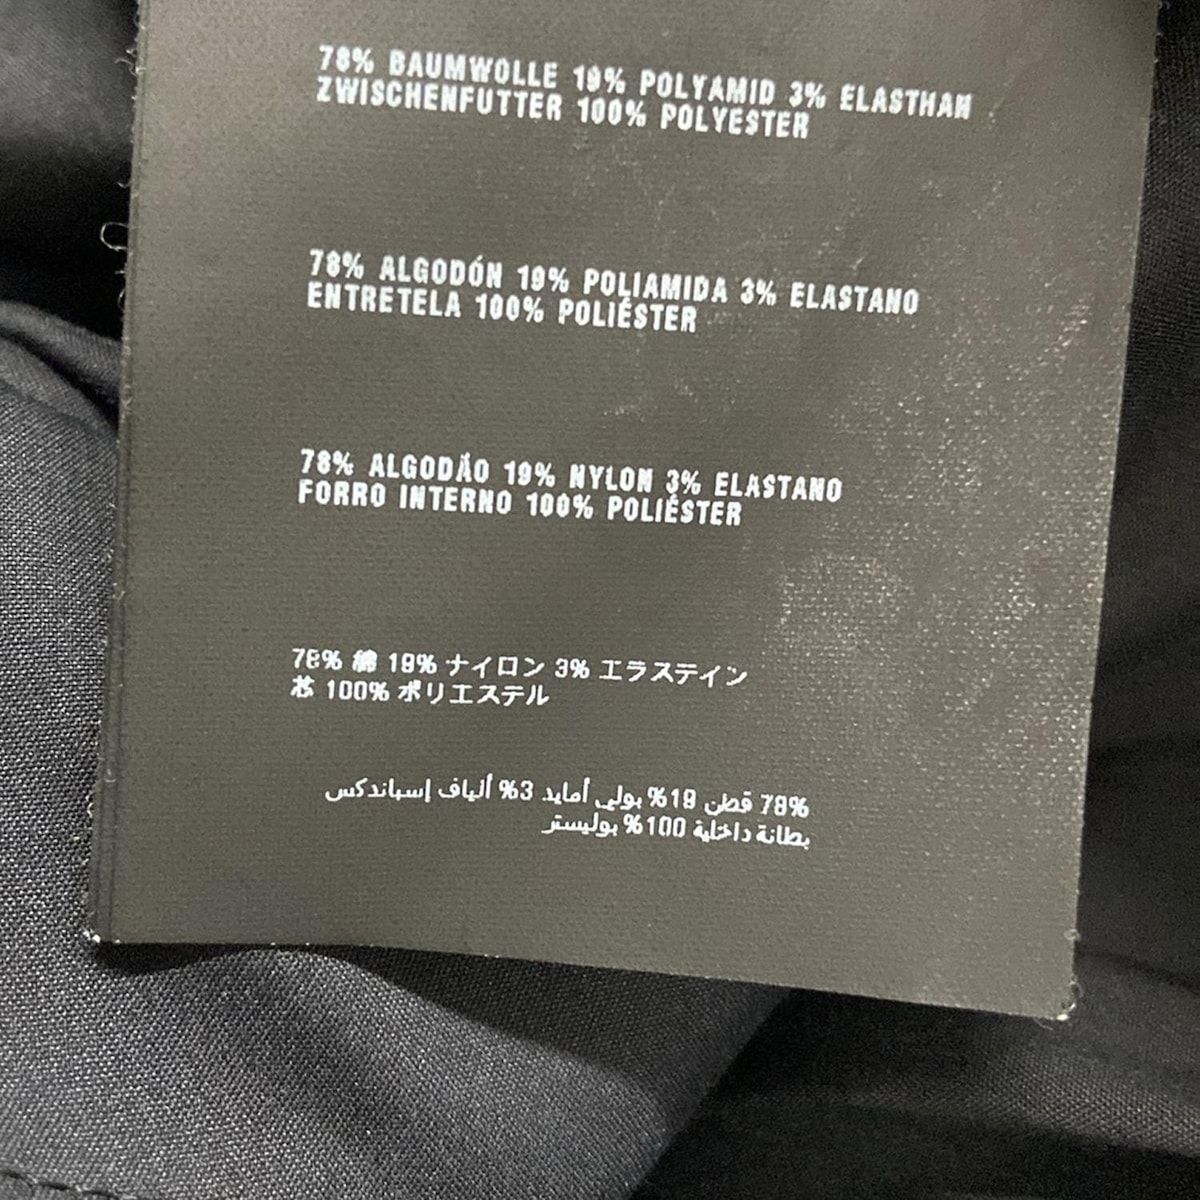 78% BAUMWOLLE 19% POLYAMID 3% ELASTHAN
ZWISCHENFUTTER 100% POLYESTER
78% ALGODÓN 19% POLIAMIDA 3% ELASTANO
ENTRETELA 100% POLIÉSTER
78% ALGODÃO 19% NYLON 3% ELASTANO
FORRO INTERNO 100% POLIÉSTER
78% 綿 19% ナイロン 3% エラステイン
芯 100% ポリエステル
78% قطن 19% بولي أمايد 3% ألياف إسباندكس
بطانة داخلية 100% بوليستر